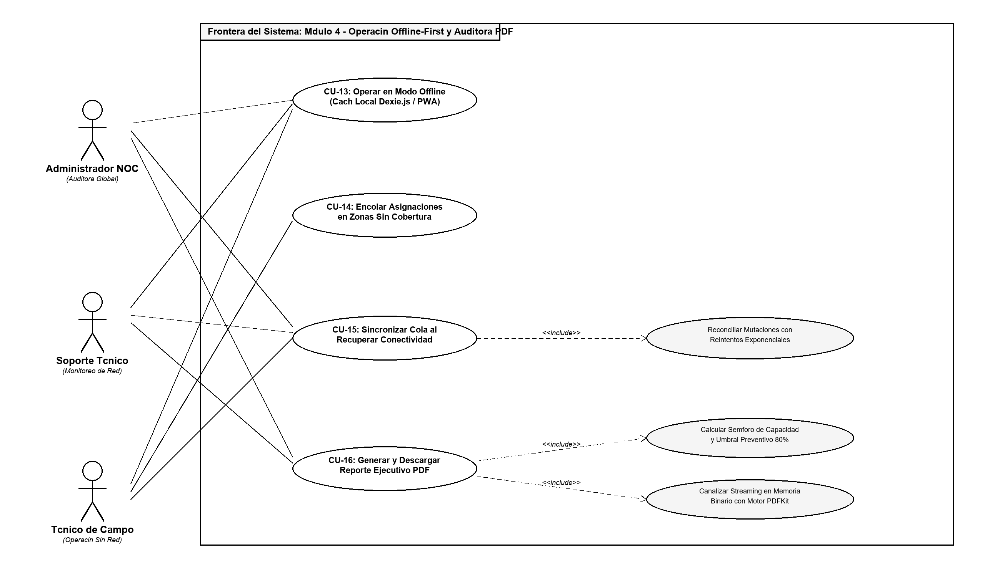 Frontera del Sistema: Mdulo 4 - Operacin Offline-First y Auditora PDF
CU-13: Operar en Modo Offline
(Cach Local Dexie.js / PWA)
Administrador NOC
(Auditora Global)
CU-14: Encolar Asignaciones
en Zonas Sin Cobertura
Soporte Tcnico
(Monitoreo de Red)
CU-15: Sincronizar Cola al
Recuperar Conectividad
<<include>>
Reconciliar Mutaciones con
Reintentos Exponenciales
Calcular Semforo de Capacidad
y Umbral Preventivo 80%
<<include>>
CU-16: Generar y Descargar
Reporte Ejecutivo PDF
<<include>>
Canalizar Streaming en Memoria
Binario con Motor PDFKit
Tcnico de Campo
(Operacin Sin Red)